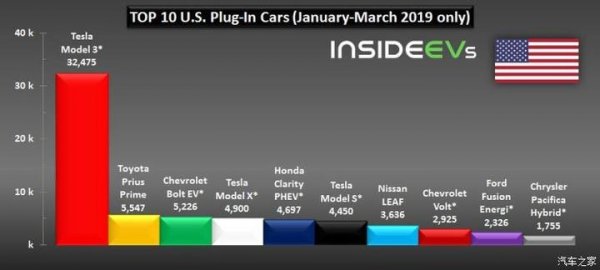 TOP 10 U.S. Plug-In Cars (January-March 2019 only)
INSIDEEVs
40 k
30 k
20 k
10 k
k
Tesla
Model 3*
32,475
Toyota
Prius
Prime
5,547
Chevrolet
Bolt EV*
5,226
Tesla
Model X*
4,900
Honda
Clarity
PHEV*
4,697
Tesla
Model S*
4,450
Nissan
LEAF
3,636
Chevrolet
Volt*
2,925
Ford
Fusion
Energi*
2,326
Chrysler
Pacifica
Hybrid*
1,755
汽车之家